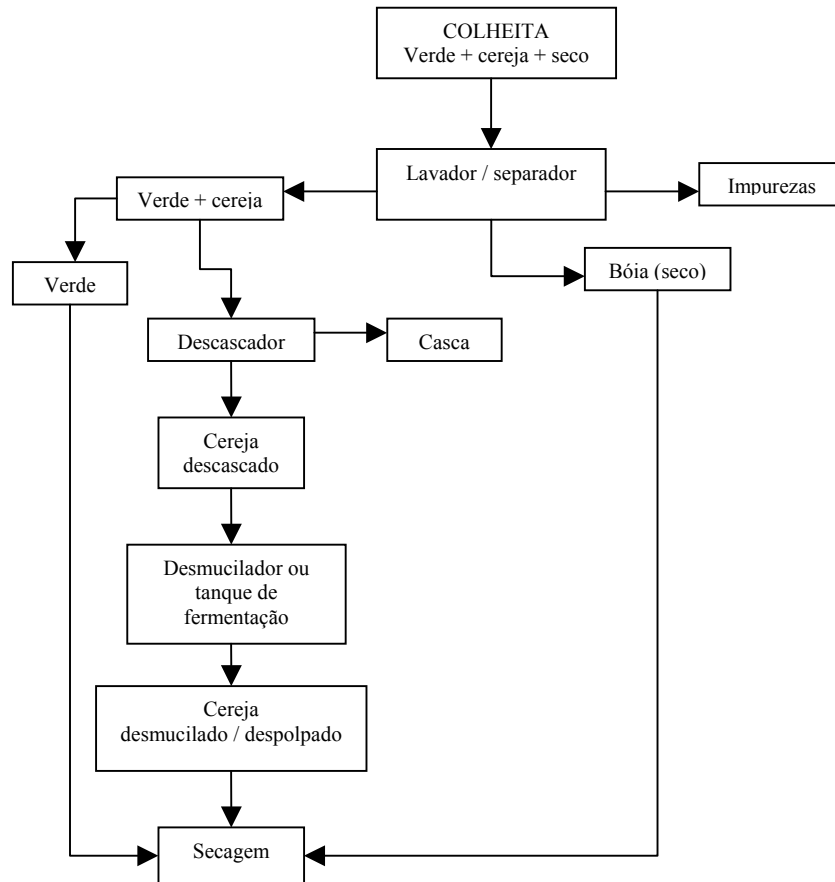 COLHEITA
Verde + cereja + seco
Lavador / separador
Impurezas
Verde + cereja
Verde
Bóia (seco)
Descascador
Casca
Cereja
descascado
Desmucilador ou
tanque de
fermentação
Cereja
desmucilado / despolpado
Secagem